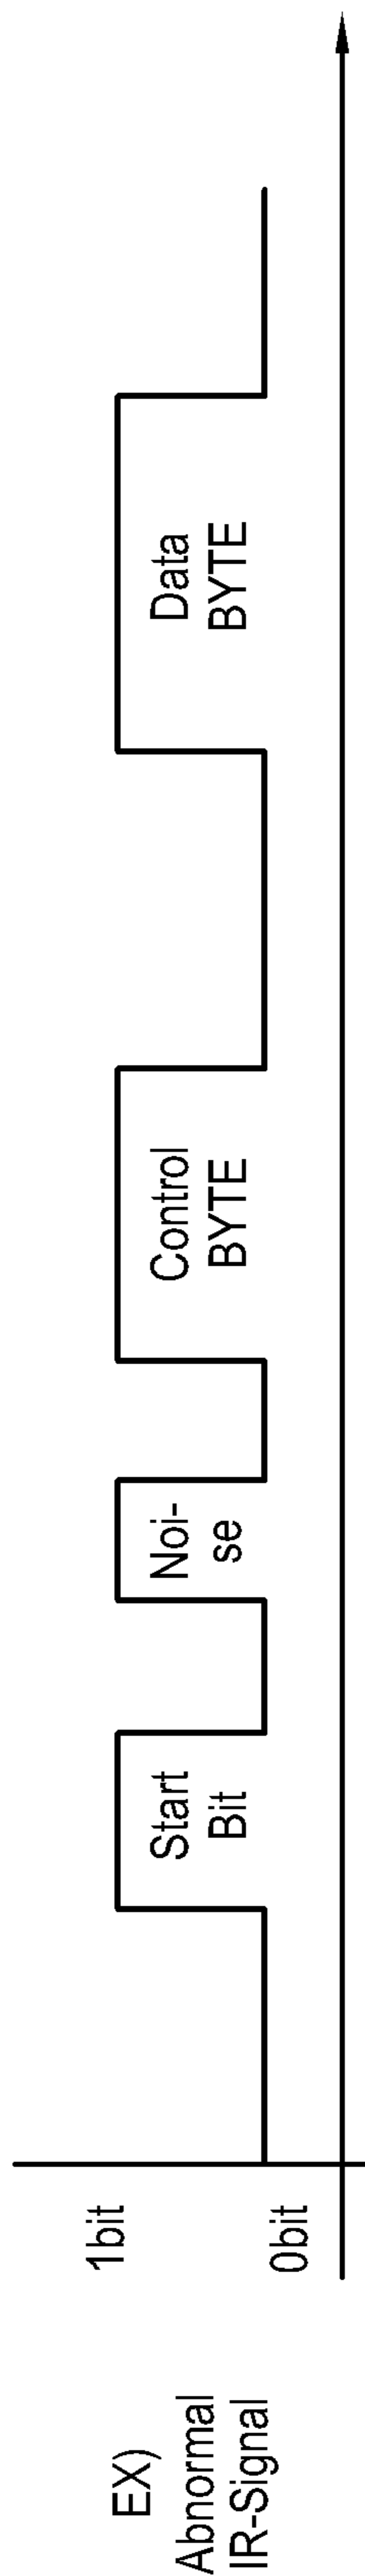 EX)
Abnormal
IR-Signal
1bit
0bit
Start
Bit
Noi-
se
Control
BYTE
Data
BYTE